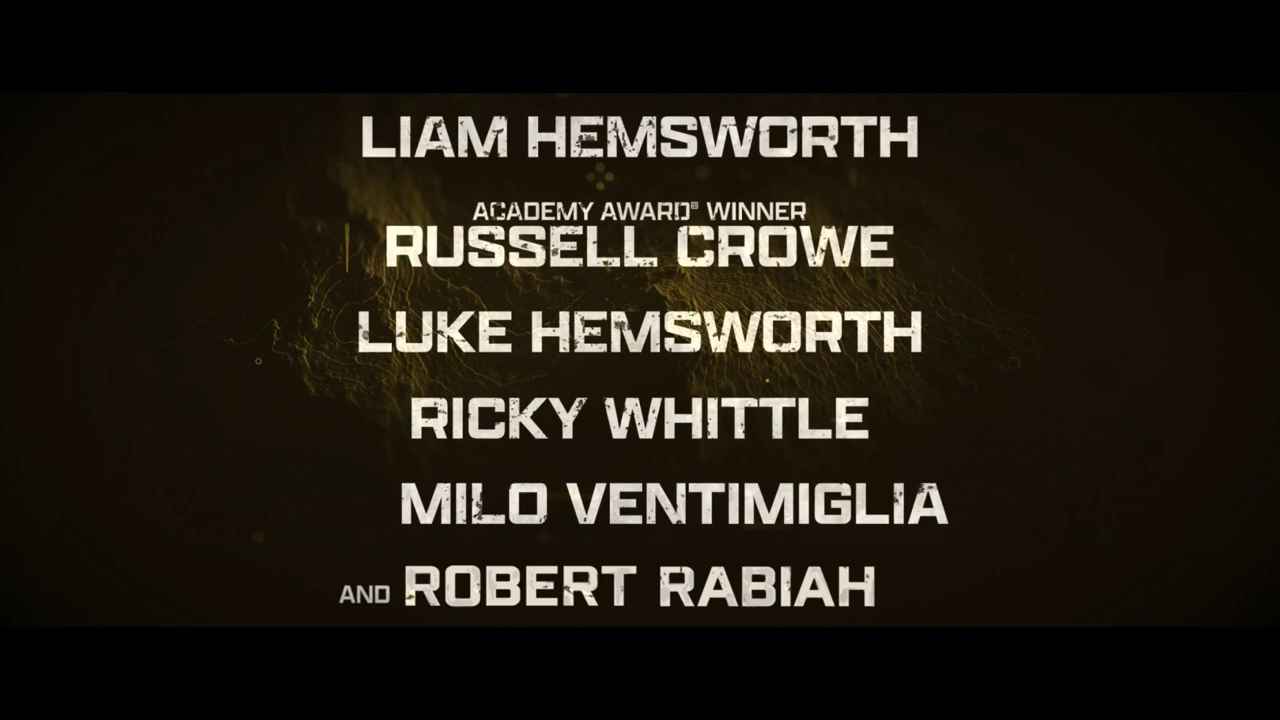 LIAM HEMSWORTH
ACADEMY AWARD® WINNER
RUSSELL CROWE
LUKE HEMSWORTH
RICKY WHITTLE
MILO VENTIMIGLIA
AND ROBERT RABIAH